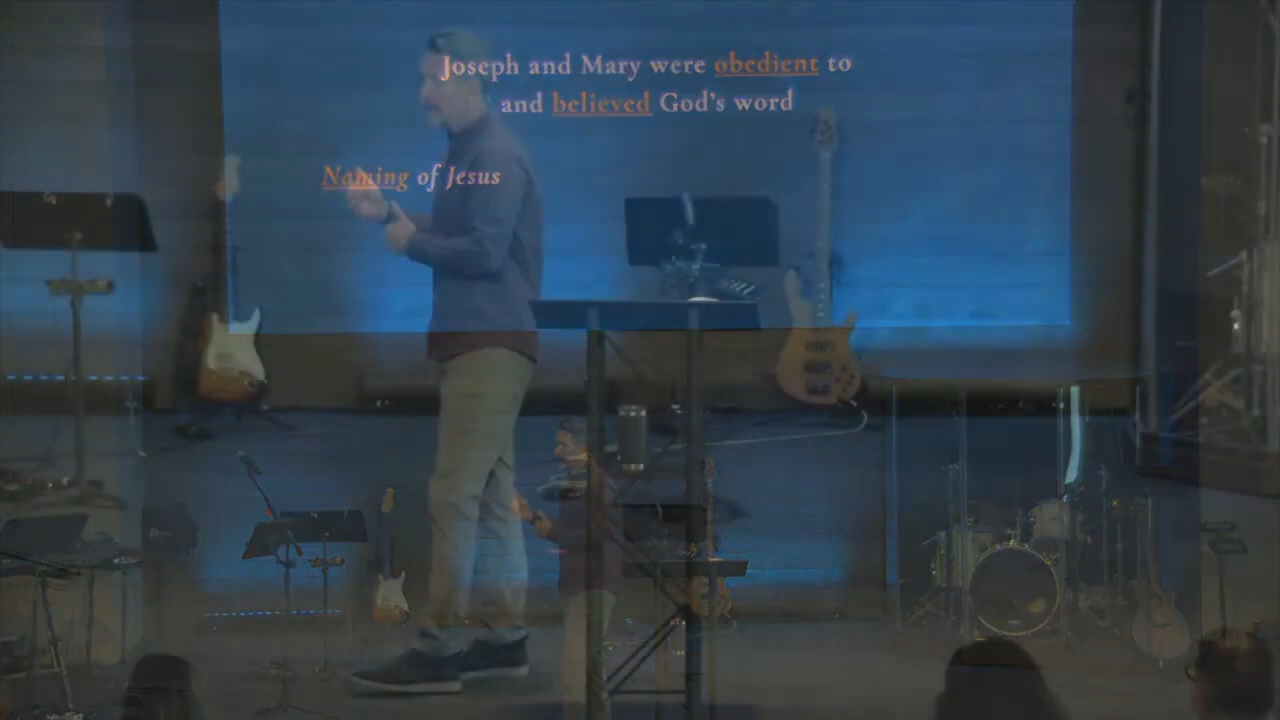 Joseph and Mary were obedient to
and believed God's word
Naming of Jesus